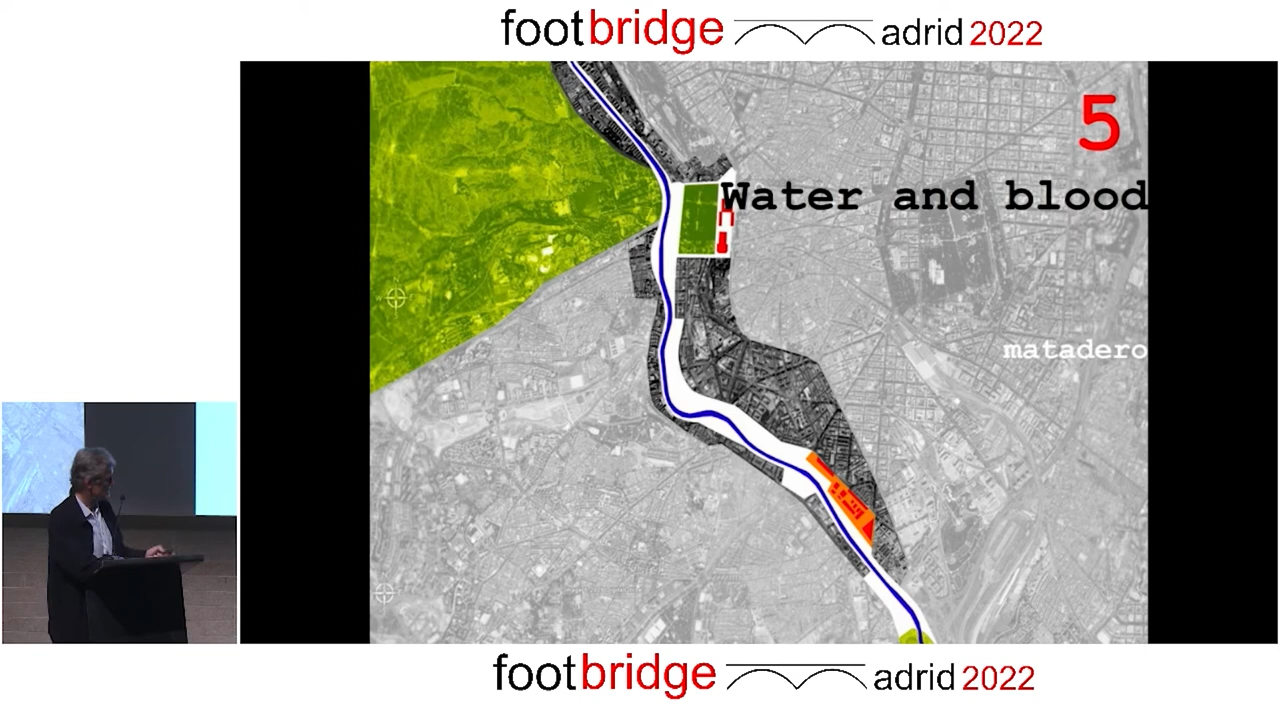 footbridge adrid 2022
5
Water and blood
matadero
footbridge adrid 2022